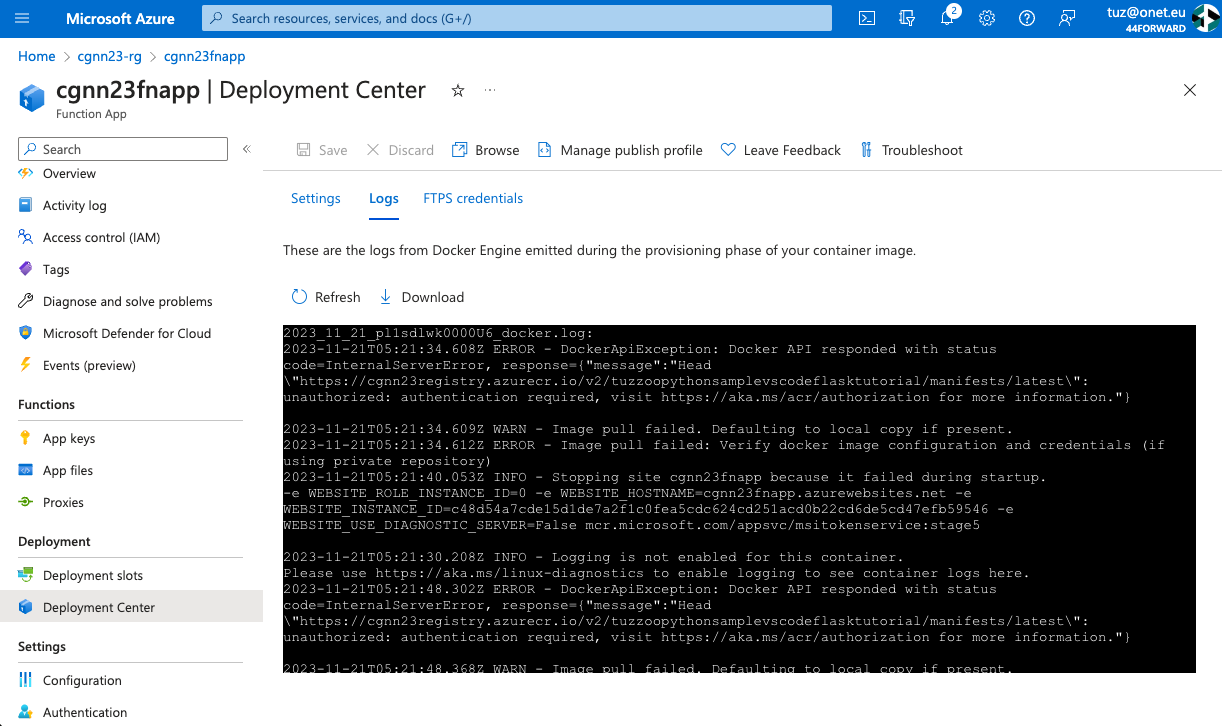 Microsoft Azure
Search resources, services, and docs (G+/)
2
tuz@onet.eu
44FORWARD
Home > cgnn23-rg > cgnn23fnapp
cgnn23fnapp | Deployment Center
Function App
Search
Overview
Activity log
Access control (IAM)
Tags
Diagnose and solve problems
Microsoft Defender for Cloud
Events (preview)
Functions
App keys
App files
Proxies
Deployment
Deployment slots
Deployment Center
Settings
Configuration
Authentication
Save
Discard
Browse
Manage publish profile
Leave Feedback
Troubleshoot
Settings
Logs
FTPS credentials
These are the logs from Docker Engine emitted during the provisioning phase of your container image.
Refresh
Download
2023_11_21_pl1sdlwk0000U6_docker.log:
2023-11-21T05:21:34.608Z ERROR - DockerApiException: Docker API responded with status
code=InternalServerError, response={"message":"Head
\"https://cgnn23registry.azurecr.io/v2/tuzzoopythonsamplevscodeflasktutorial/manifests/latest\":
unauthorized: authentication required, visit https://aka.ms/acr/authorization for more information."}
2023-11-21T05:21:34.609Z WARN - Image pull failed. Defaulting to local copy if present.
2023-11-21T05:21:34.612Z ERROR - Image pull failed: Verify docker image configuration and credentials (if
using private repository)
2023-11-21T05:21:40.053Z INFO - Stopping site cgnn23fnapp because it failed during startup.
-e WEBSITE_ROLE_INSTANCE_ID=0 -e WEBSITE_HOSTNAME=cgnn23fnapp.azurewebsites.net -e
WEBSITE_INSTANCE_ID=c48d54a7cde15d1de7a2f1c0fea5cdc624cd251acd0b22cd6de5cd47efb59546 -e
WEBSITE_USE_DIAGNOSTIC_SERVER=False mcr.microsoft.com/appsvc/msitokenservice:stage5
2023-11-21T05:21:30.208Z INFO - Logging is not enabled for this container.
Please use https://aka.ms/linux-diagnostics to enable logging to see container logs here.
2023-11-21T05:21:48.302Z ERROR - DockerApiException: Docker API responded with status
code=InternalServerError, response={"message":"Head
\"https://cgnn23registry.azurecr.io/v2/tuzzoopythonsamplevscodeflasktutorial/manifests/latest\":
unauthorized: authentication required, visit https://aka.ms/acr/authorization for more information."}
2023-11-21T05:21:48.368Z WARN - Image pull failed. Defaulting to local copy if present.